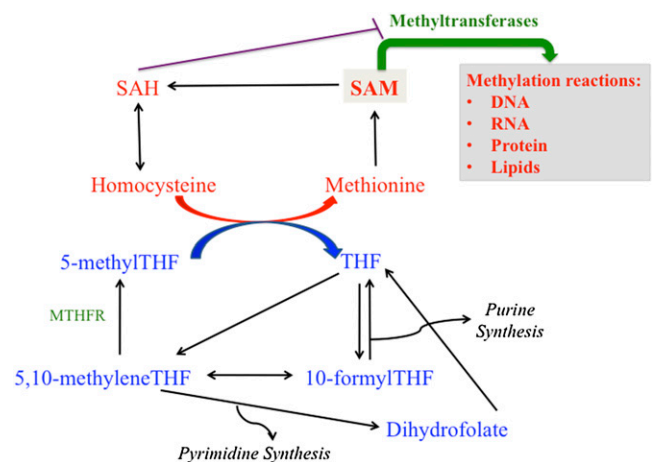 Methyltransferases
SAH
SAM
Methylation reactions:
• DNA
• RNA
• Protein
• Lipids
Homocysteine
Methionine
5-methylTHF
THF
MTHFR
Purine
Synthesis
5,10-methyleneTHF
10-formylTHF
Dihydrofolate
Pyrimidine Synthesis